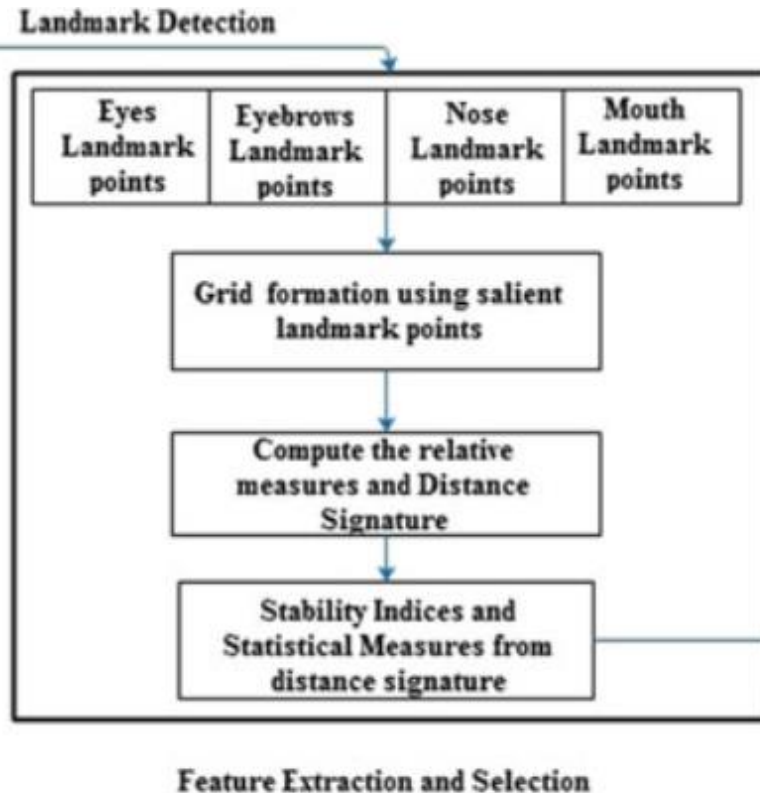 Landmark Detection
Eyes
Landmark
points
Eyebrows
Landmark
points
Nose
Landmark
points
Mouth
Landmark
points
Grid formation using salient
landmark points
Compute the relative
measures and Distance
Signature
Stability Indices and
Statistical Measures from
distance signature
Feature Extraction and Selection